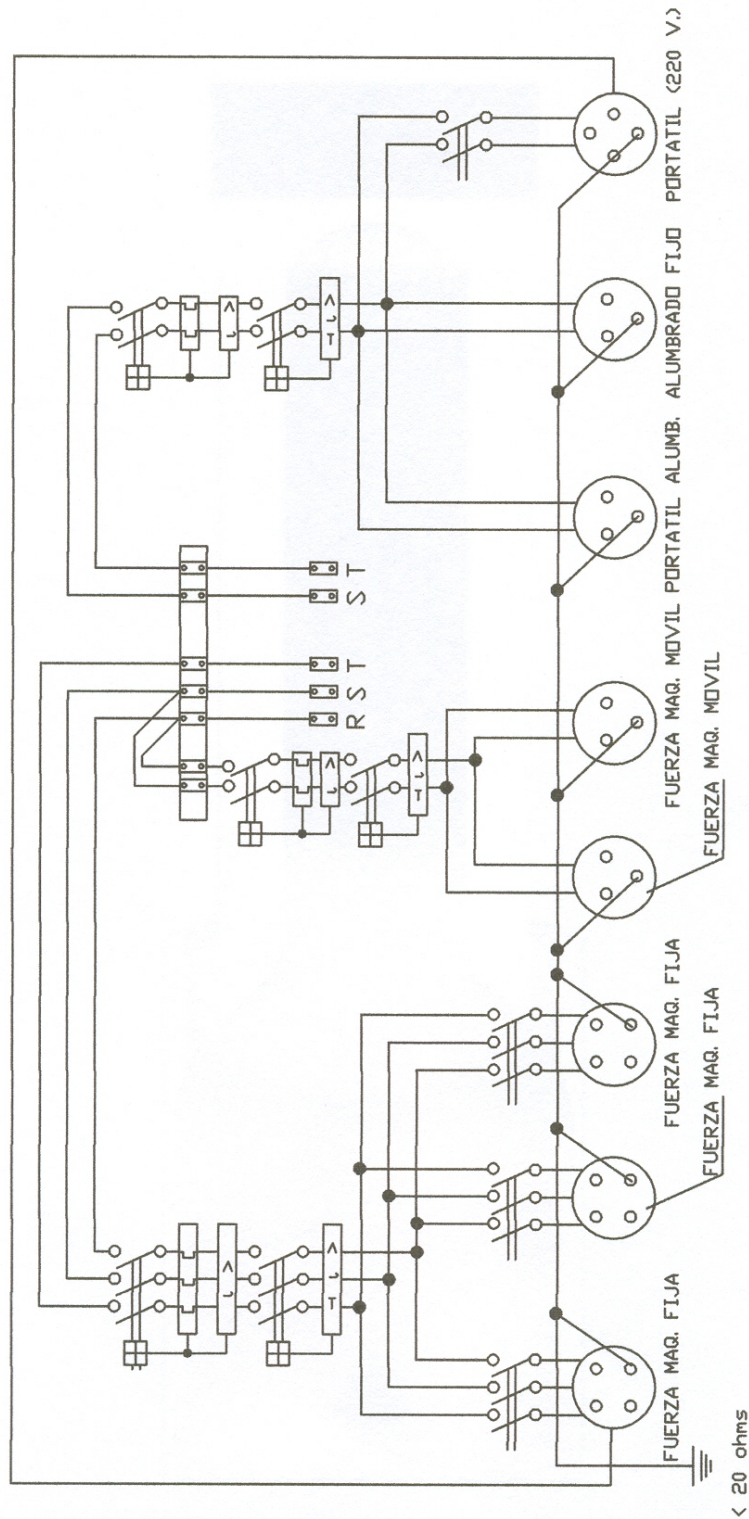 R S T
S T
FUERZA MAQ. FIJA
FUERZA MAQ. FIJA
FUERZA MAQ. FIJA
FUERZA MAQ. MOVIL
FUERZA MAQ. MOVIL
PORTATIL ALUMB.
ALUMBRADO FIJO
PORTATIL (220 V.)
< 20 ohms